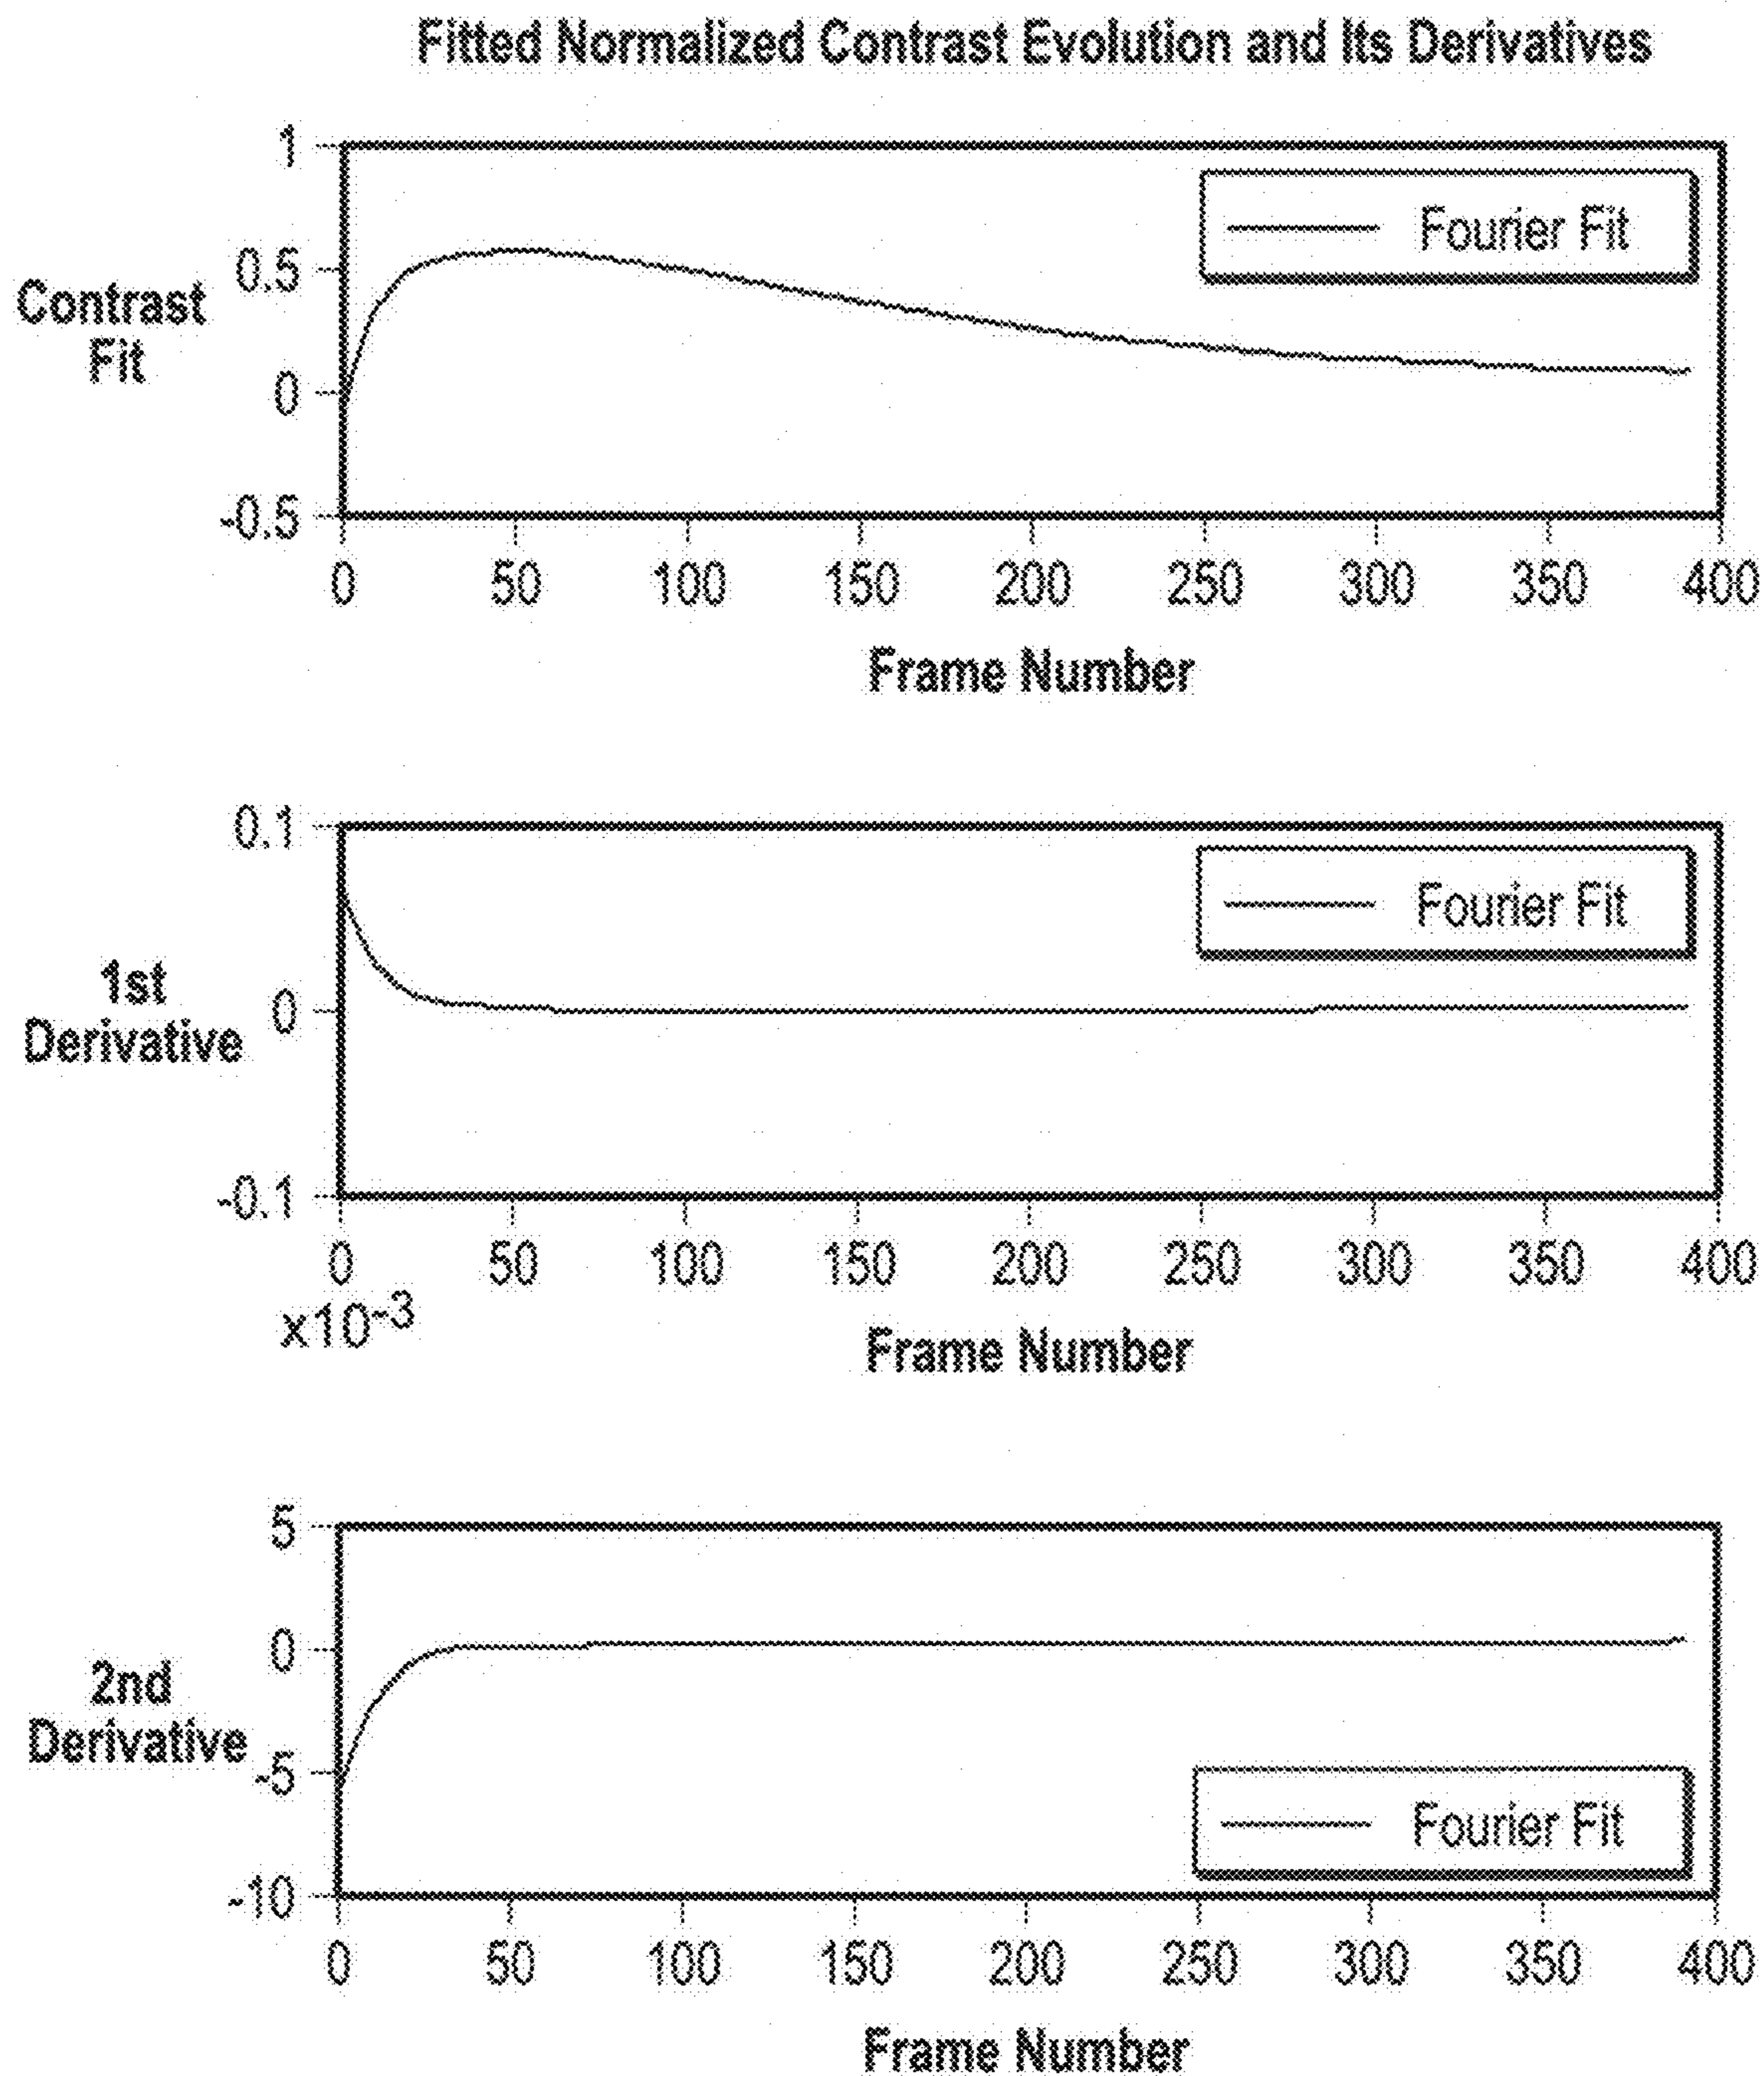 Fitted Normalized Contrast Evolution and Its Derivatives
1
0.5
0
-0.5
Contrast
Fit
Fourier Fit
0 50 100 150 200 250 300 350 400
Frame Number
0.1
0
-0.1
1st
Derivative
Fourier Fit
0 50 100 150 200 250 300 350 400
x10-3
Frame Number
5
0
-5
-10
2nd
Derivative
Fourier Fit
0 50 100 150 200 250 300 350 400
Frame Number